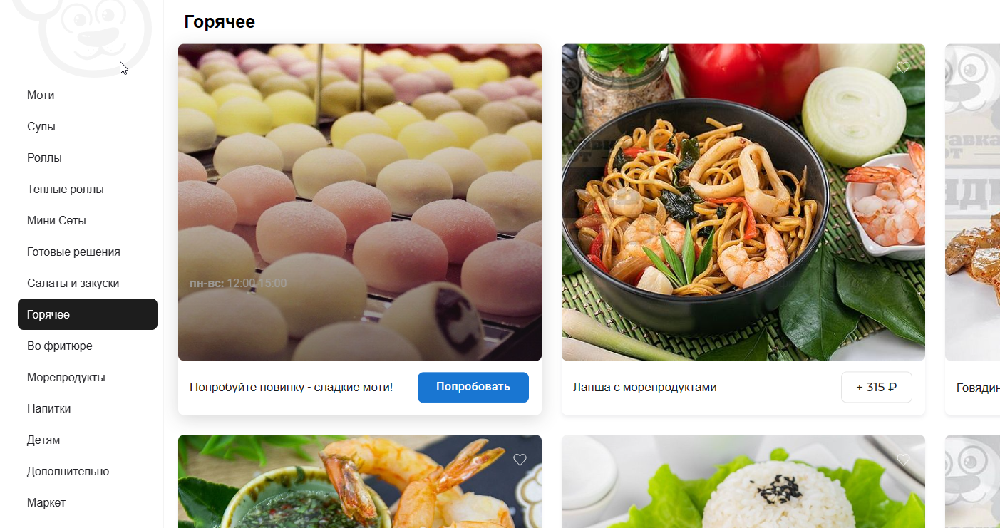 Горячее
Моти
Супы
Роллы
Теплые роллы
Мини Сеты
Готовые решения
Салаты и закуски
Горячее
Во фритюре
Морепродукты
Напитки
Детям
Дополнительно
Маркет
пн-вс: 12:00-15:00
Попробуйте новинку - сладкие моти!
Попробовать
Лапша с морепродуктами
+ 315 ₽
Говядин